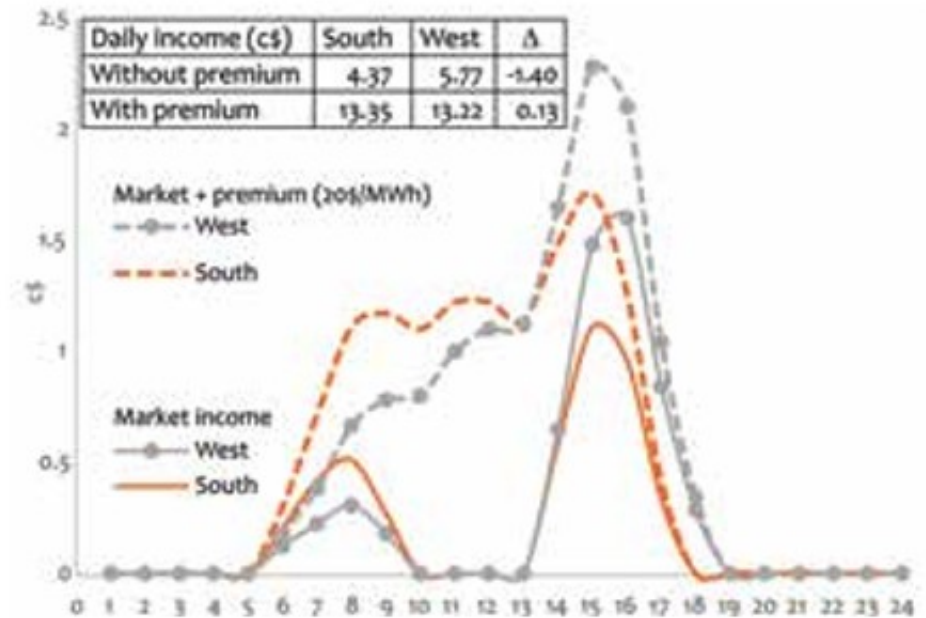 2.5
Daily income (c$) South West Δ
Without premium 4.37 5.77 -1.40
With premium 13.35 13.22 0.13
2
Market + premium (20$/MWh)
West
1.5
South
c$
1
Market income
West
0.5
South
0
0 1 2 3 4 5 6 7 8 9 10 11 12 13 14 15 16 17 18 19 20 21 22 23 24